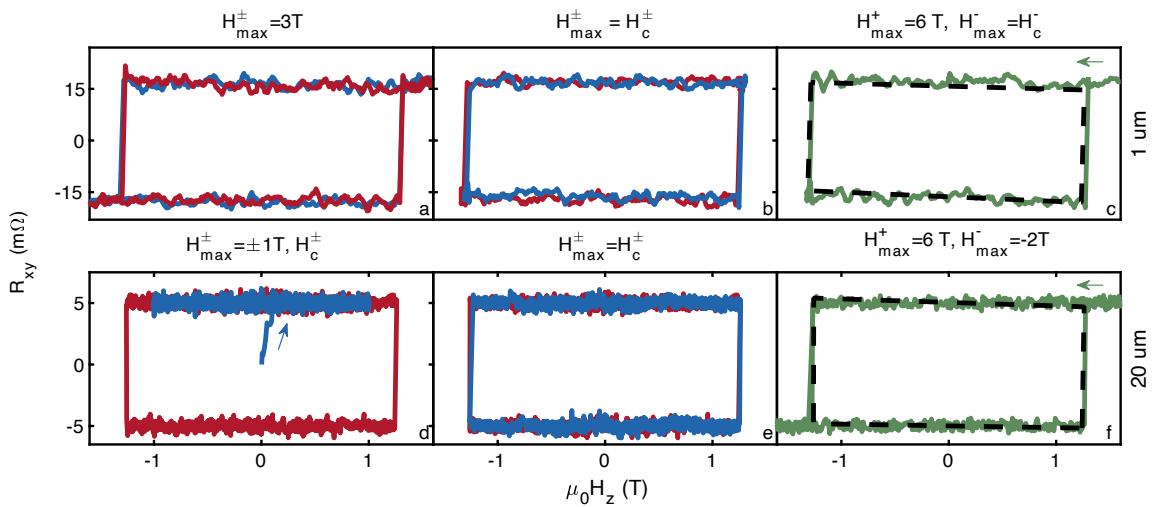 H±max=3T
H±max = H±c
H+max=6 T, H-max=H-c
15
0
-15
a
b
c
1 um
H±max=±1T, H±c
H±max=H±c
H+max=6 T, H-max=-2T
5
0
-5
d
e
f
20 um
Rxy (mΩ)
-1
0
1
-1
0
1
-1
0
1
μ0Hz (T)